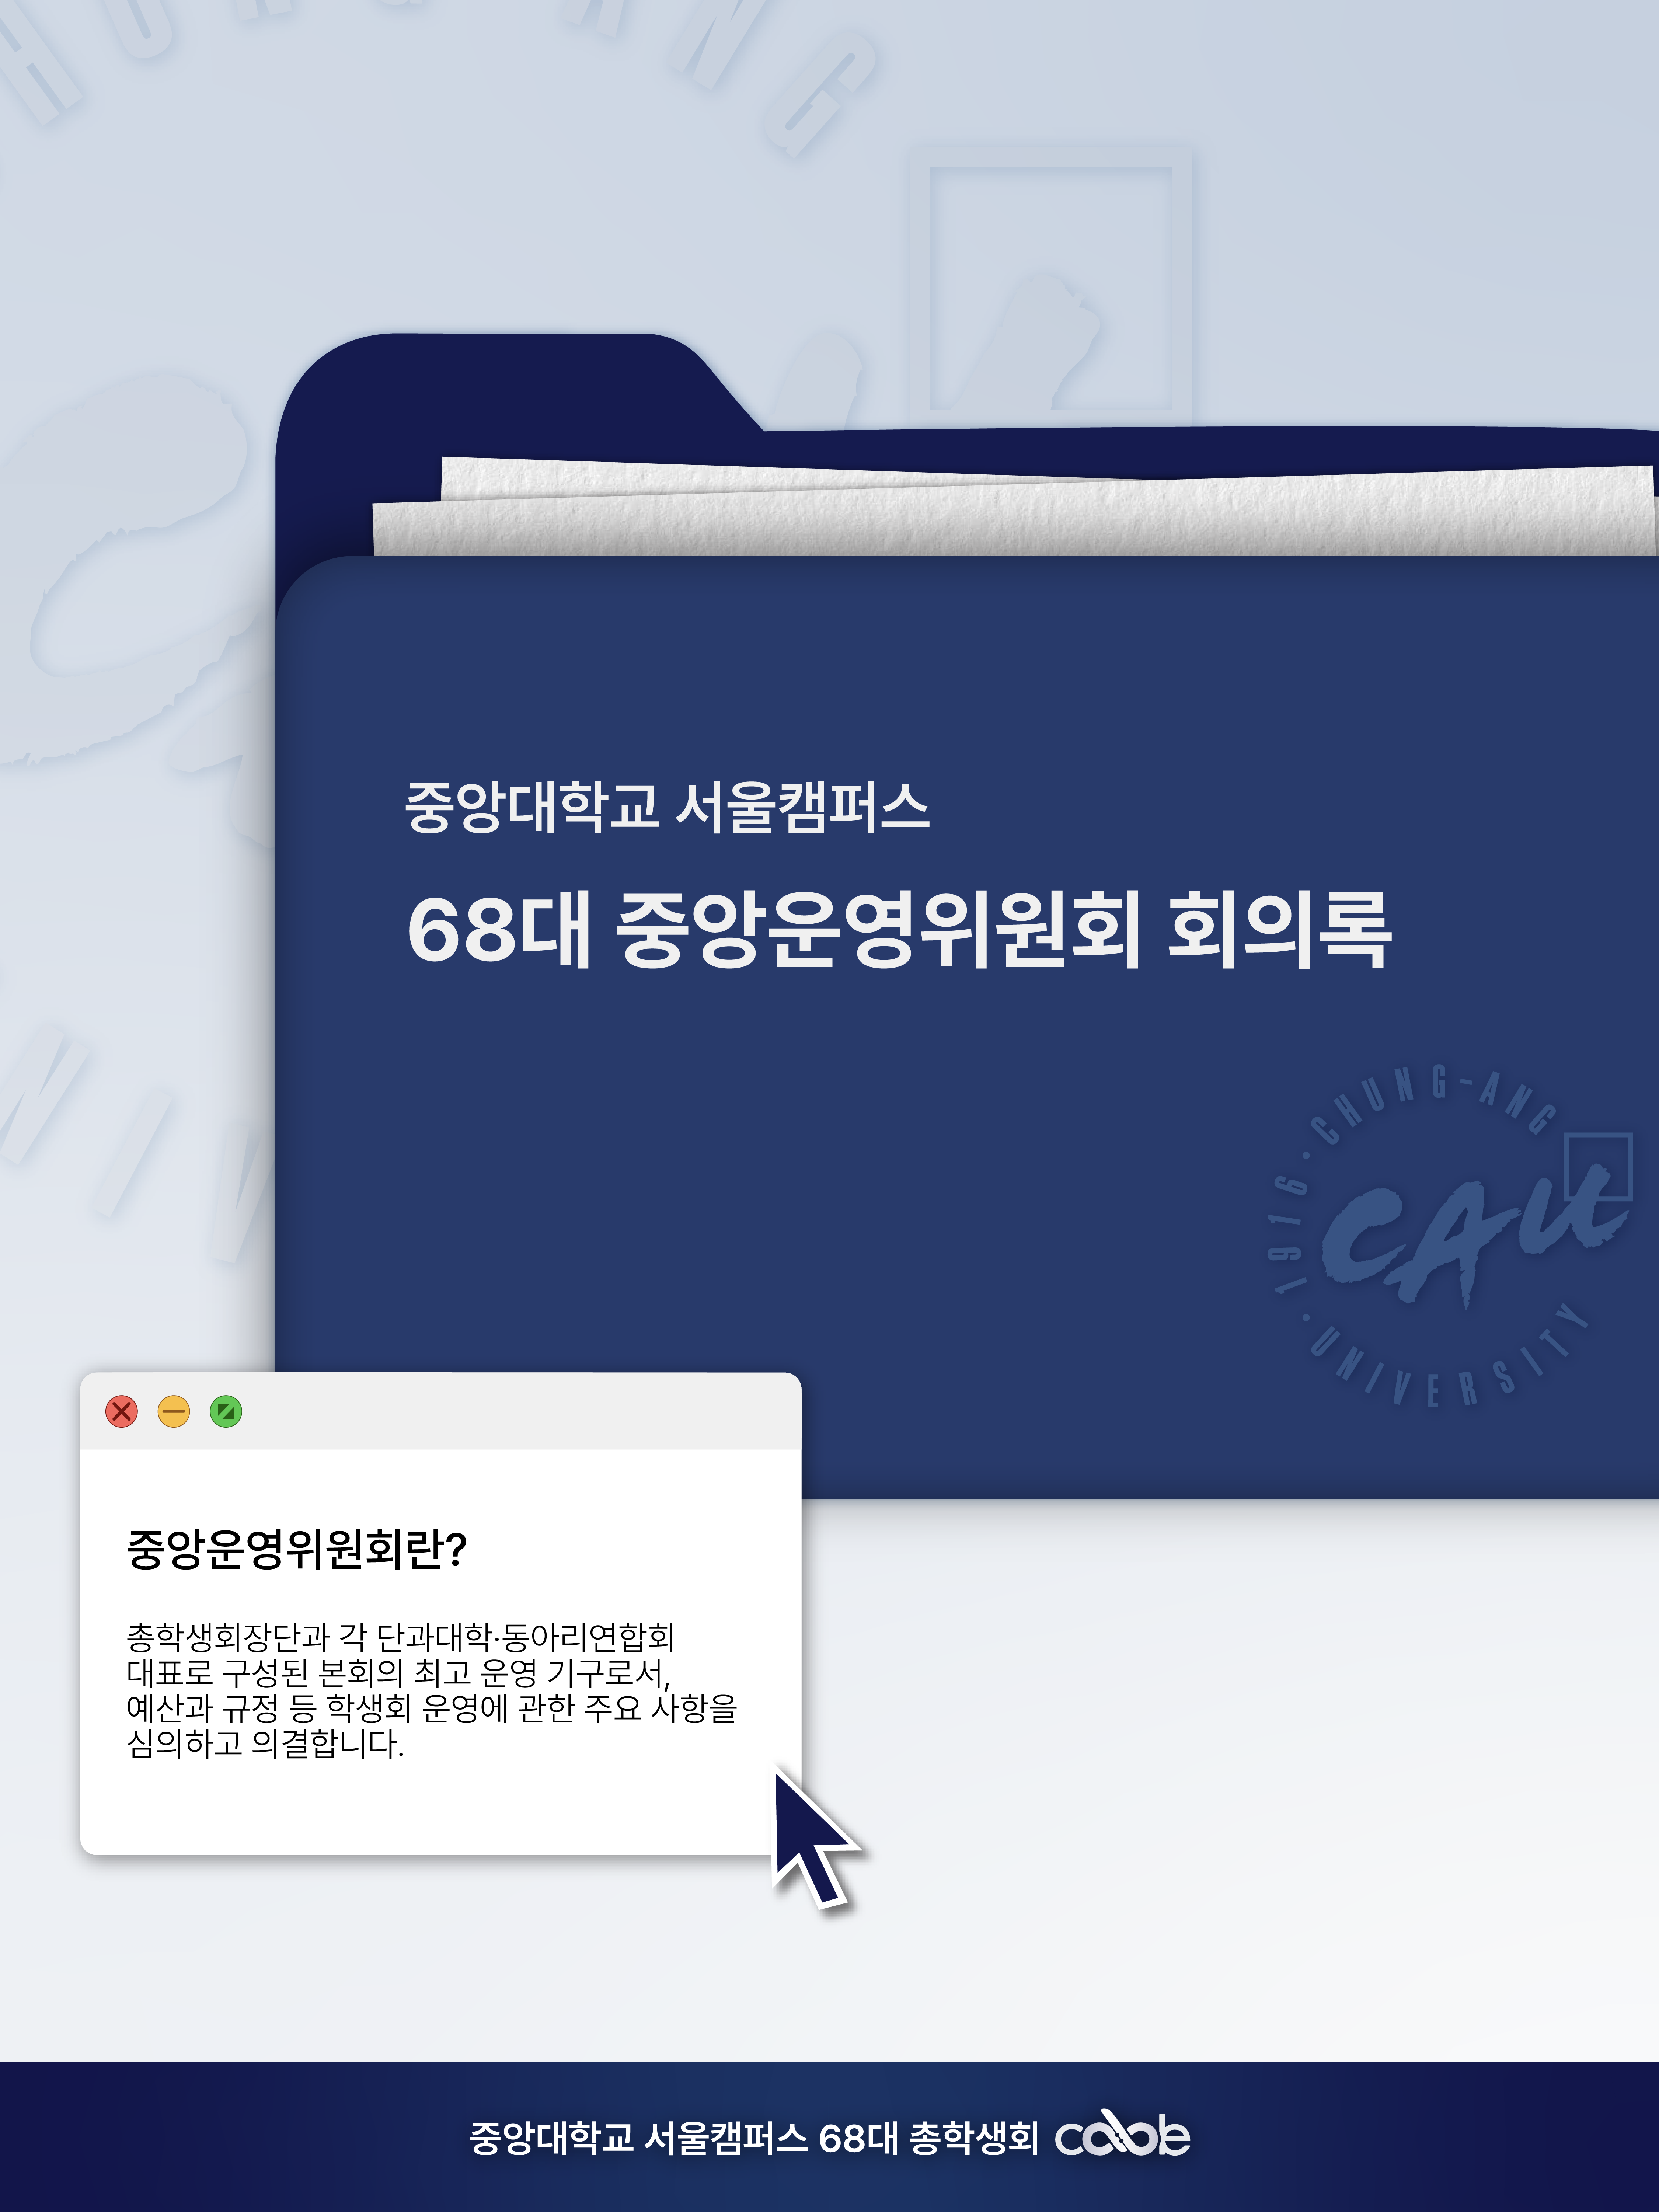 중앙대학교 서울캠퍼스
68대 중앙운영위원회 회의록
1916·CHUNG-ANG
CAU
·UNIVERSITY
중앙운영위원회란?
총학생회장단과 각 단과대학·동아리연합회
대표로 구성된 본회의 최고 운영 기구로서,
예산과 규정 등 학생회 운영에 관한 주요 사항을
심의하고 의결합니다.
중앙대학교 서울캠퍼스 68대 총학생회